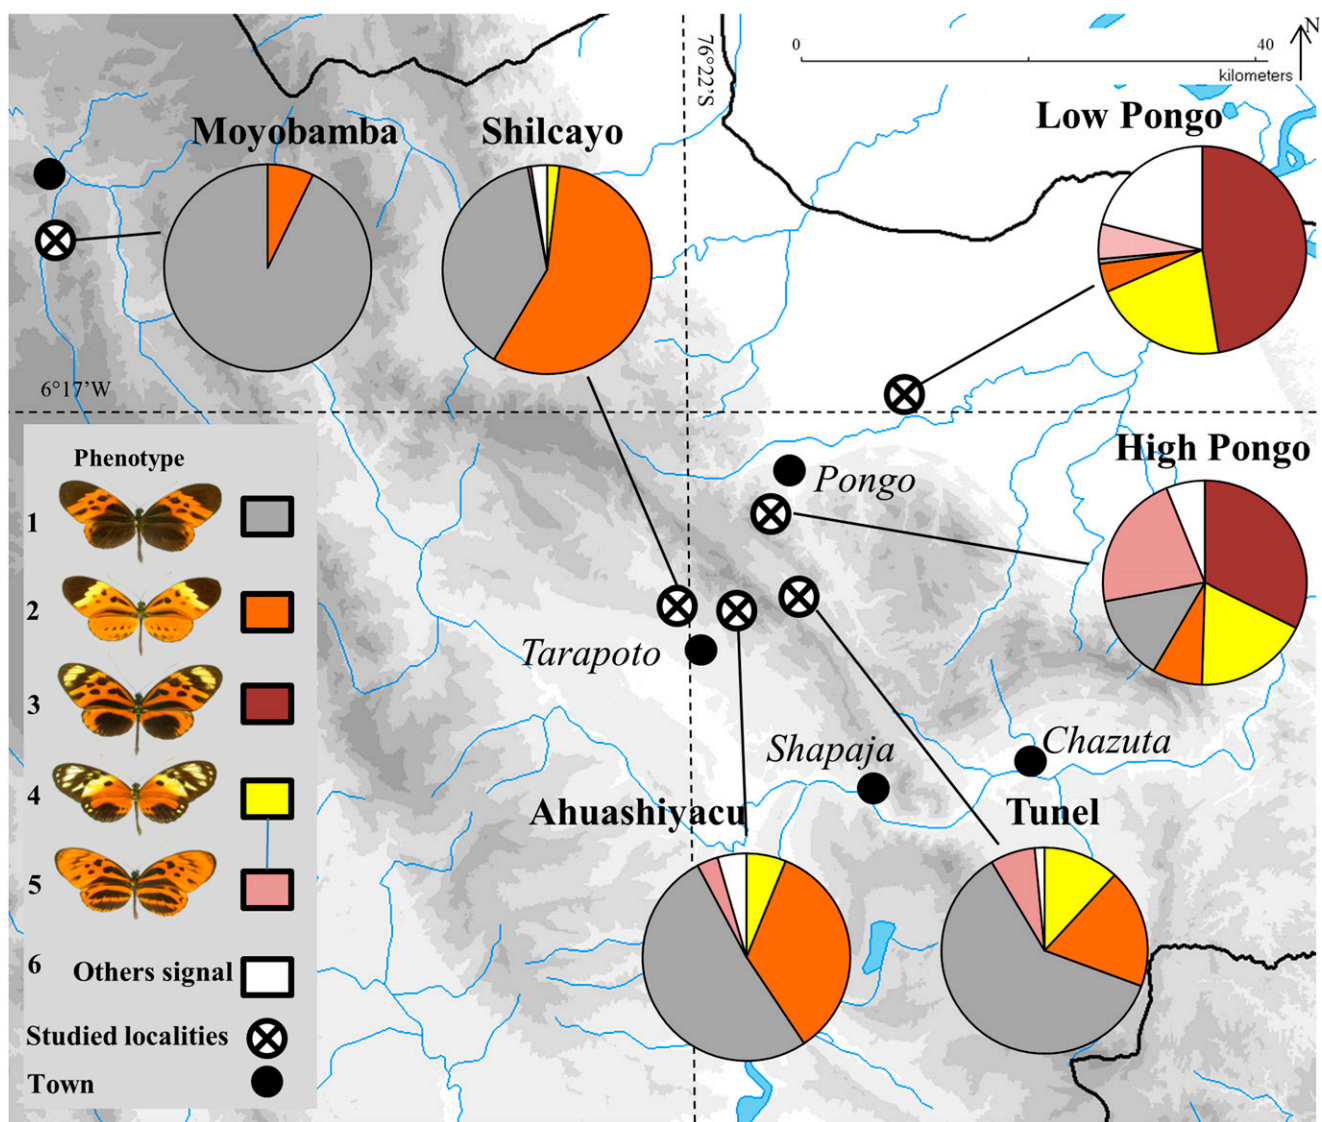 N
0 40
kilometers
76°22'S
Moyobamba
Shilcayo
Low Pongo
6°17'W
High Pongo
Pongo
Tarapoto
Shapaja
Chazuta
Ahuashiyacu
Tunel
Phenotype
1
2
3
4
5
6 Others signal
Studied localities
Town